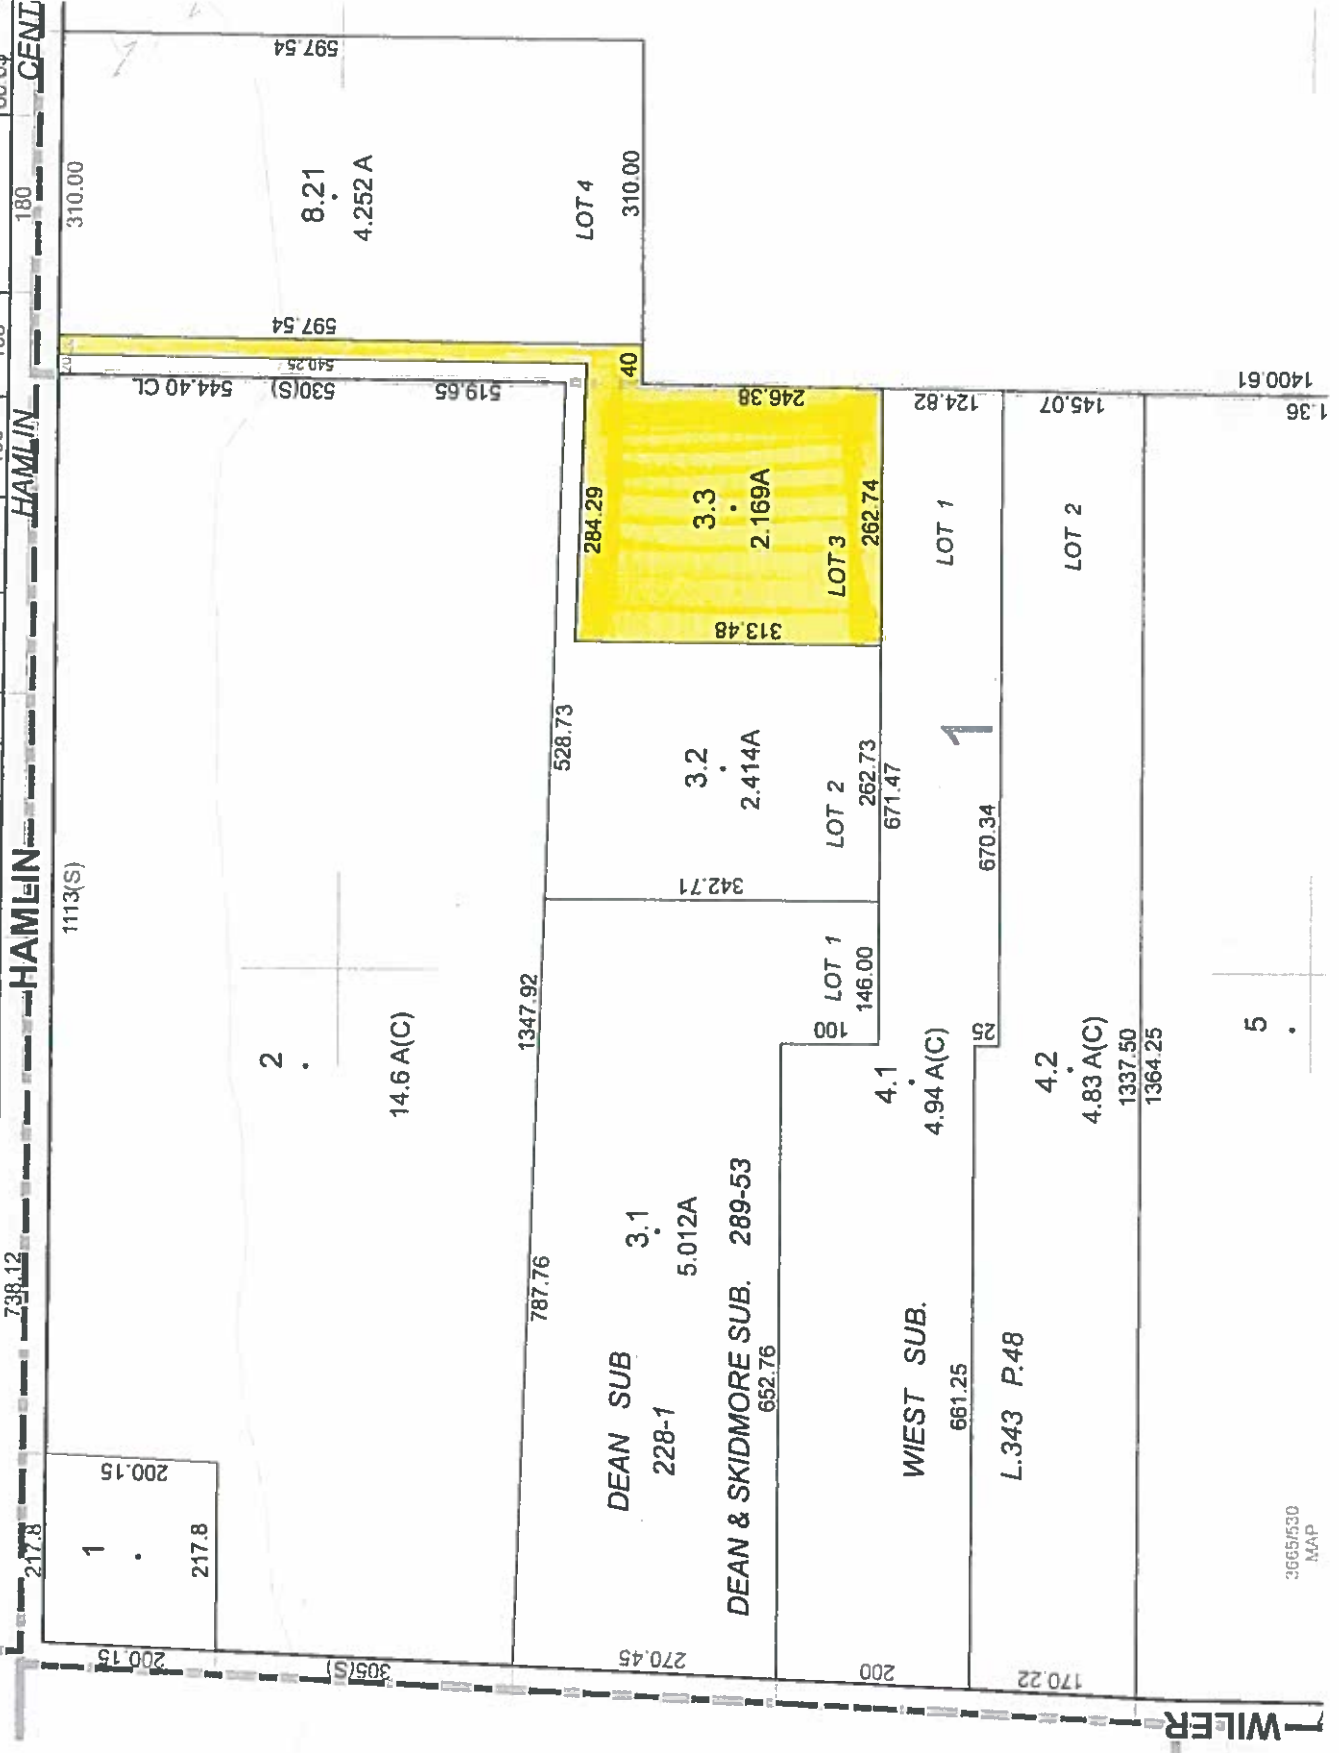 HAMLIN
HAMLIN
CENT
WILER
738.12
180
217.8
1113(S)
310.00
1
217.8
200.15
200.15
2
14.6 A(C)
305(S)
544.40 CL
530(S)
519.65
540.25
597.54
597.54
8.21
4.252 A
LOT 4
310.00
40
1347.92
787.76
528.73
284.29
3.3
2.169A
LOT 3
262.74
313.48
246.38
3.2
2.414A
LOT 2
262.73
671.47
342.71
LOT 1
146.00
100
3.1
5.012A
DEAN SUB
228-1
DEAN & SKIDMORE SUB. 289-53
652.76
270.45
LOT 1
124.82
1
670.34
25
4.1
4.94 A(C)
WIEST SUB.
661.25
L.343 P.48
200
LOT 2
145.07
4.2
4.83 A(C)
1337.50
1364.25
170.22
5
1400.61
1.36
3665/530
MAP